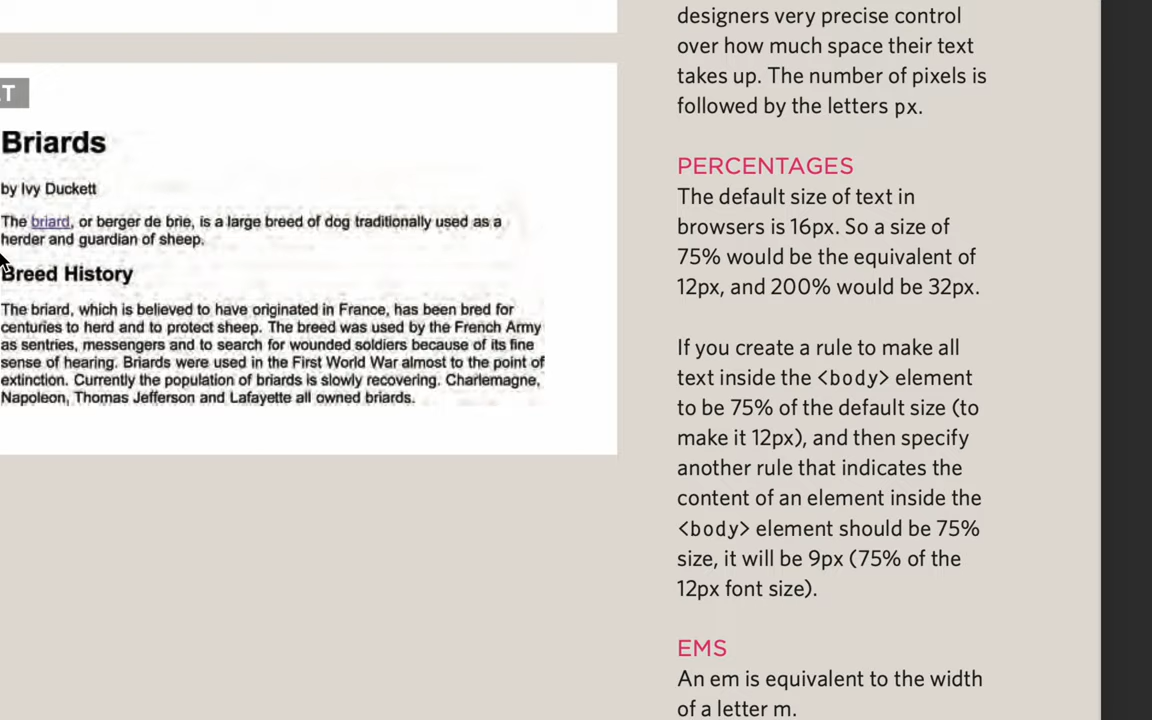 T
Briards
by Ivy Duckett
The briard, or berger de brie, is a large breed of dog traditionally used as a
herder and guardian of sheep.
Breed History
The briard, which is believed to have originated in France, has been bred for
centuries to herd and to protect sheep. The breed was used by the French Army
as sentries, messengers and to search for wounded soldiers because of its fine
sense of hearing. Briards were used in the First World War almost to the point of
extinction. Currently the population of briards is slowly recovering. Charlemagne,
Napoleon, Thomas Jefferson and Lafayette all owned briards.
designers very precise control
over how much space their text
takes up. The number of pixels is
followed by the letters px.
PERCENTAGES
The default size of text in
browsers is 16px. So a size of
75% would be the equivalent of
12px, and 200% would be 32px.
If you create a rule to make all
text inside the <body> element
to be 75% of the default size (to
make it 12px), and then specify
another rule that indicates the
content of an element inside the
<body> element should be 75%
size, it will be 9px (75% of the
12px font size).
EMS
An em is equivalent to the width
of a letter m.